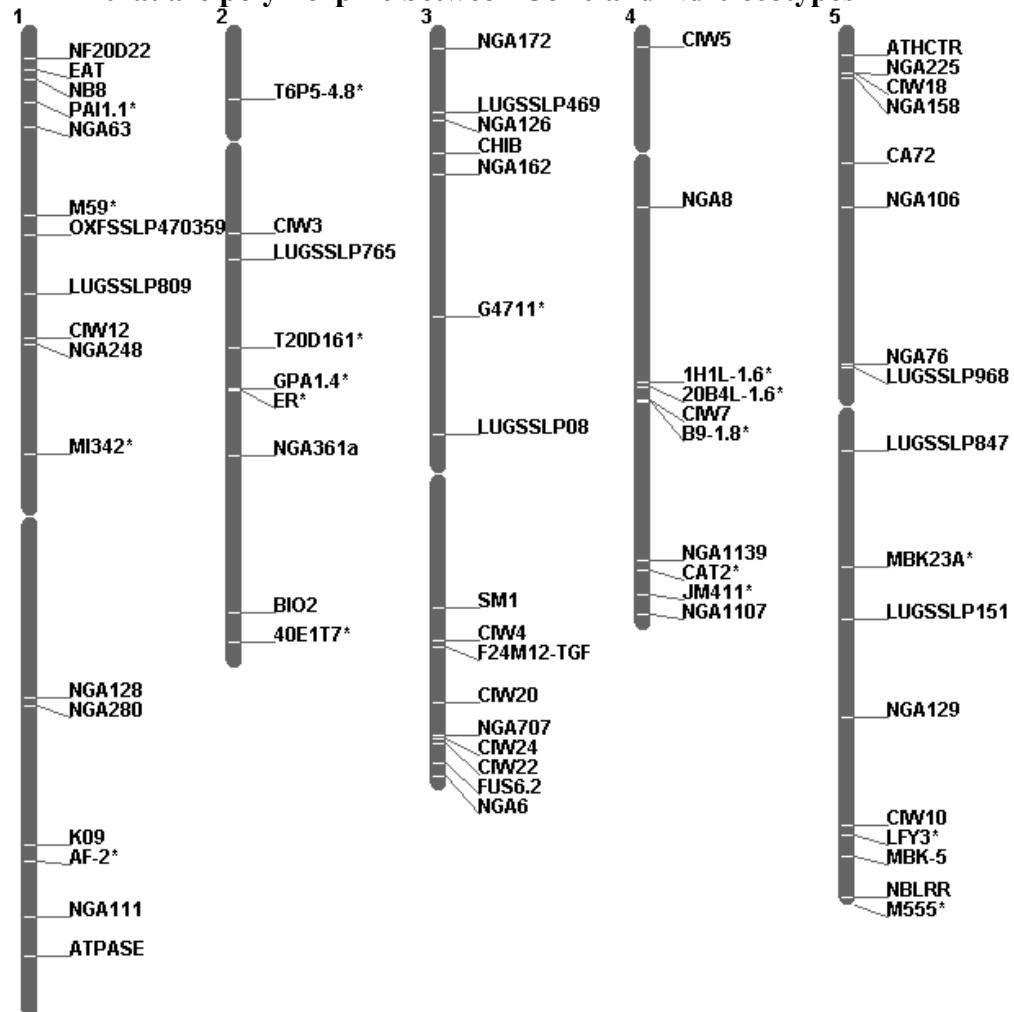 1
NF20D22
EAT
NB8
PAI1.1*
NGA63
M59*
OXFSSLP470359
LUGSSLP809
CIW12
NGA248
MI342*
NGA128
NGA280
K09
AF-2*
NGA111
ATPASE
2
T6P5-4.8*
CIW3
LUGSSLP765
T20D161*
GPA1.4*
ER*
NGA361a
BIO2
40E1T7*
3
NGA172
LUGSSLP469
NGA126
CHIB
NGA162
G4711*
LUGSSLP08
SM1
CIW4
F24M12-TGF
CIW20
NGA707
CIW24
CIW22
FUS6.2
NGA6
4
CIW5
NGA8
1H1L-1.6*
20B4L-1.6*
CIW7
B9-1.8*
NGA1139
CAT2*
JM411*
NGA1107
5
ATHCTR
NGA225
CIW18
NGA158
CA72
NGA106
NGA76
LUGSSLP968
LUGSSLP847
MBK23A*
LUGSSLP151
NGA129
CIW10
LFY3*
MBK-5
NBLRR
M555*